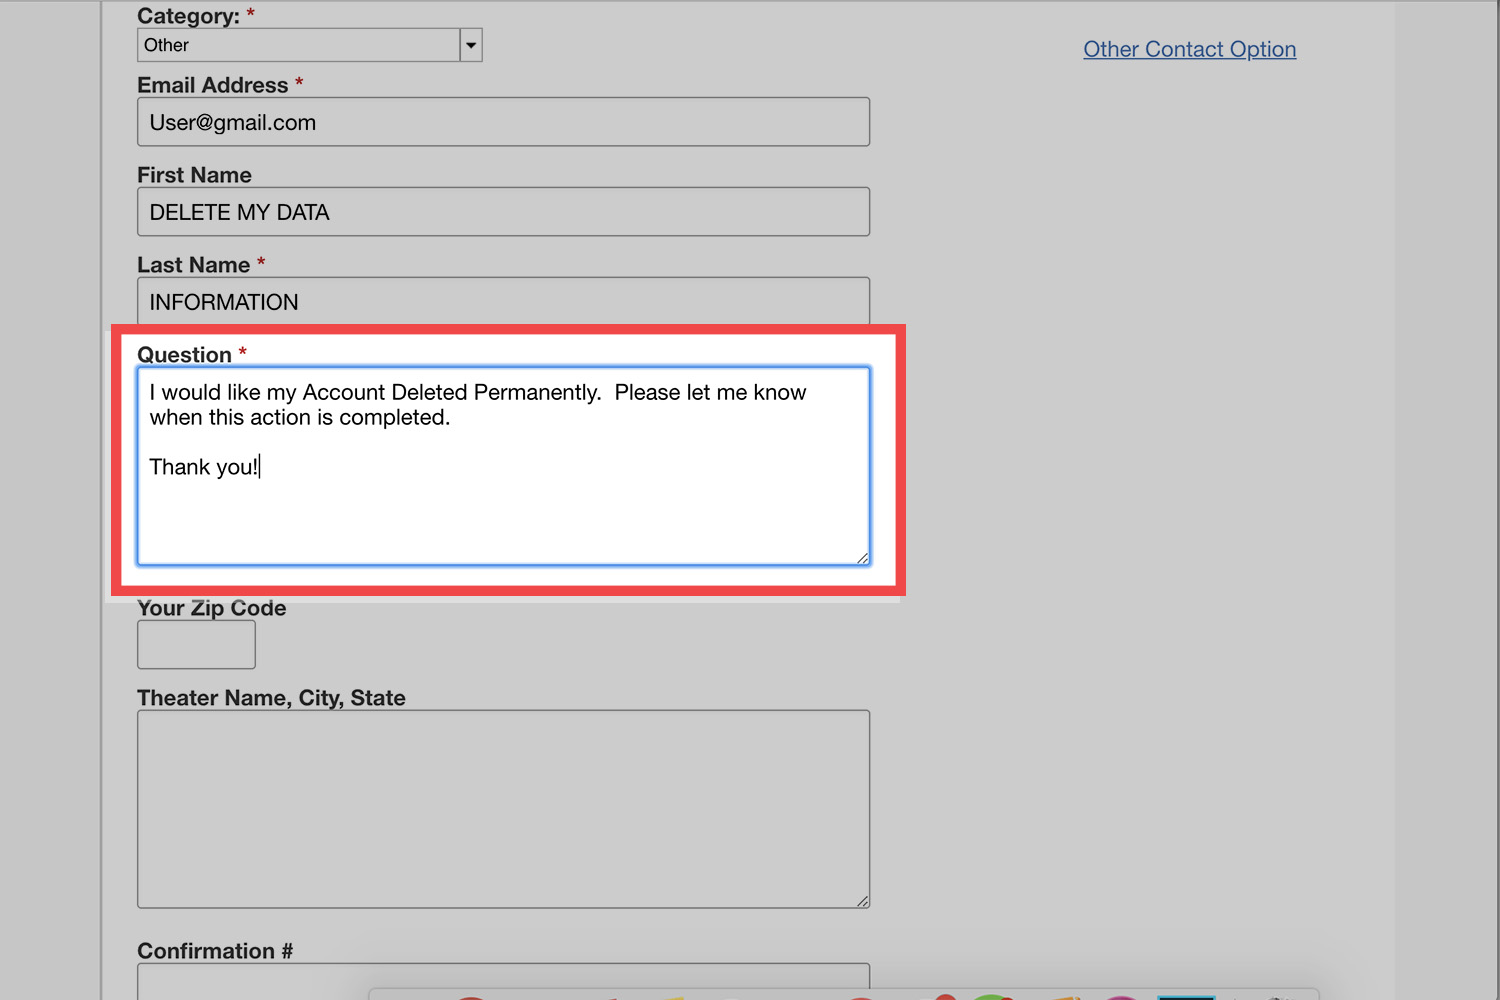 Category: *
Other
Other Contact Option
Email Address *
User@gmail.com
First Name
DELETE MY DATA
Last Name *
INFORMATION
Question *
I would like my Account Deleted Permanently.  Please let me know
when this action is completed.
Thank you!
Your Zip Code
Theater Name, City, State
Confirmation #